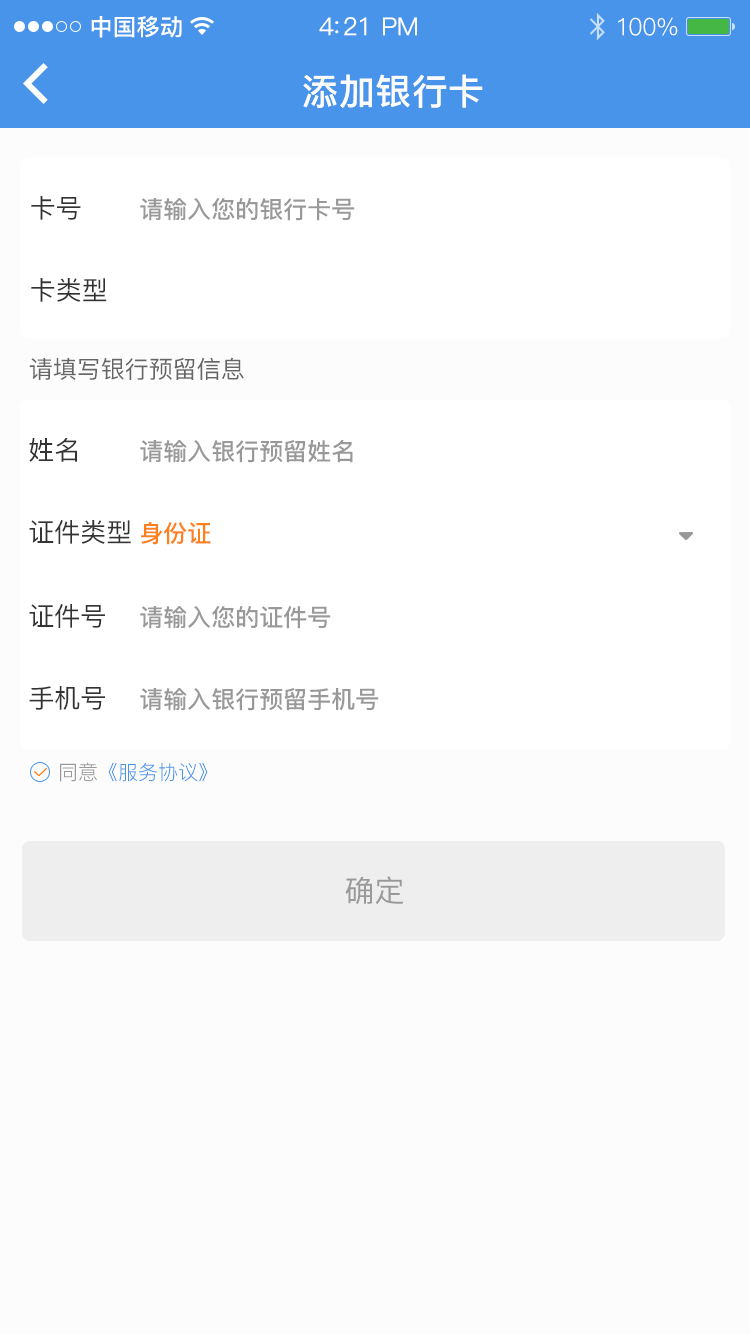 中国移动 4:21 PM 100%
添加银行卡
卡号 请输入您的银行卡号
卡类型
请填写银行预留信息
姓名 请输入银行预留姓名
证件类型 身份证
证件号 请输入您的证件号
手机号 请输入银行预留手机号
同意《服务协议》
确定